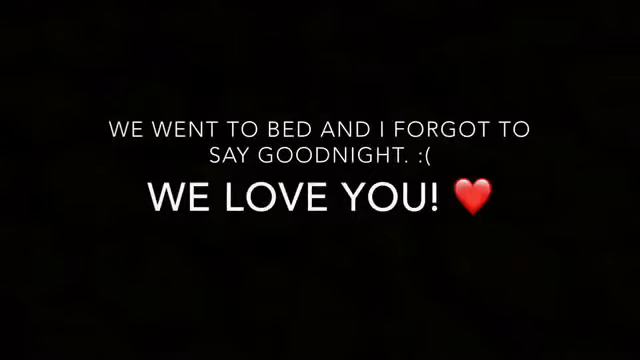 WE WENT TO BED AND I FORGOT TO
SAY GOODNIGHT. :(
WE LOVE YOU! ❤️